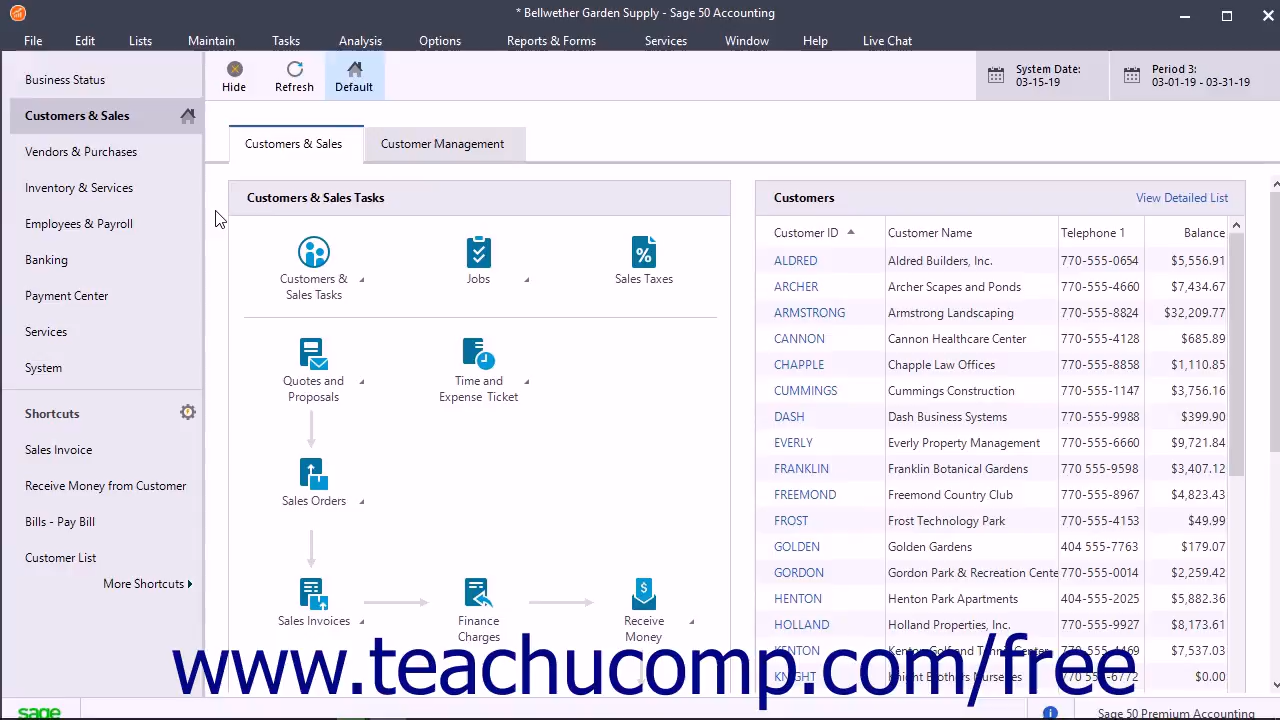 * Bellwether Garden Supply - Sage 50 Accounting
File Edit Lists Maintain Tasks Analysis Options Reports & Forms Services Window Help Live Chat
Business Status
Customers & Sales
Vendors & Purchases
Inventory & Services
Employees & Payroll
Banking
Payment Center
Services
System
Shortcuts
Sales Invoice
Receive Money from Customer
Bills - Pay Bill
Customer List
More Shortcuts
sage
Hide Refresh Default
System Date:
03-15-19
Period 3:
03-01-19 - 03-31-19
Customers & Sales Customer Management
Customers & Sales Tasks
Customers &
Sales Tasks
Jobs
Sales Taxes
Quotes and
Proposals
Time and
Expense Ticket
Sales Orders
Sales Invoices
Finance
Charges
Receive
Money
Customers View Detailed List
Customer ID Customer Name Telephone 1 Balance
ALDRED Aldred Builders, Inc. 770-555-0654 $5,556.91
ARCHER Archer Scapes and Ponds 770-555-4660 $7,434.67
ARMSTRONG Armstrong Landscaping 770-555-8824 $32,209.77
CANNON Cannon Healthcare Center 770-555-4128 $685.89
CHAPPLE Chapple Law Offices 770-555-8858 $1,110.85
CUMMINGS Cummings Construction 770-555-1147 $3,756.16
DASH Dash Business Systems 770-555-9988 $399.90
EVERLY Everly Property Management 770-555-6660 $9,721.84
FRANKLIN Franklin Botanical Gardens 770 555-9598 $3,407.12
FREEMOND Freemond Country Club 770-555-8967 $4,823.43
FROST Frost Technology Park 770-555-4153 $49.99
GOLDEN Golden Gardens 404 555-7763 $179.07
GORDON Gordon Park & Recreation Cente 770-555-0014 $2,259.42
HENTON Henton Park Apartments 404-555-2025 $5,882.36
HOLLAND Holland Properties, Inc. 770-555-9927 $8,173.61
KENTON Kenton Golf and Tennis Center $7,537.03
KNIGHT Knight Brothers Nurseries 770-555-6772 $0.00
www.teachucomp.com/free
Sage 50 Premium Accounting